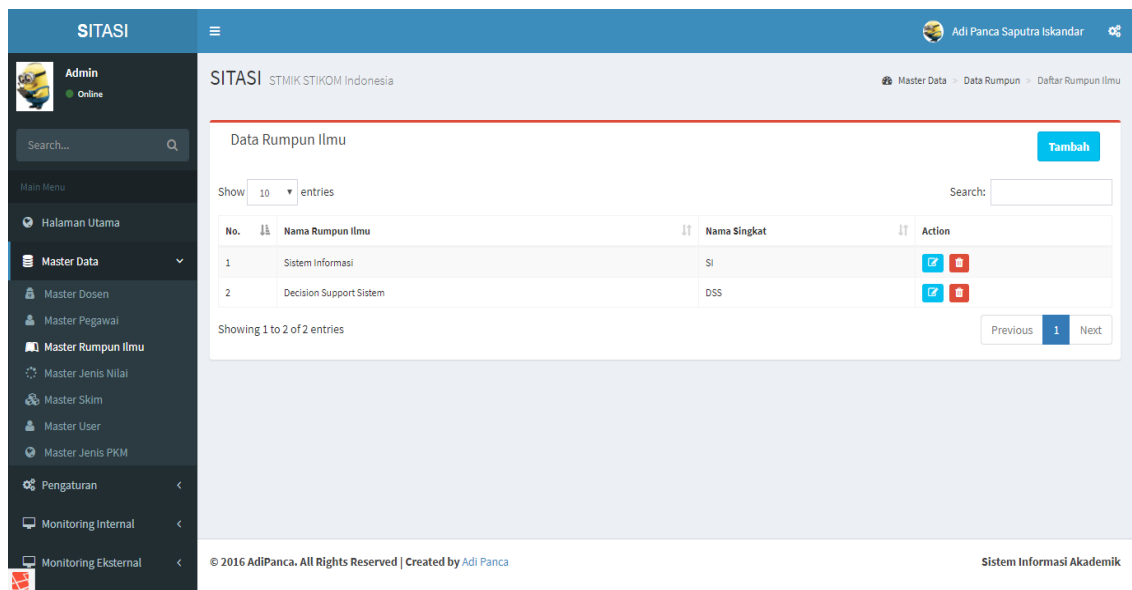 SITASI
Adi Panca Saputra Iskandar
Admin
Online
Search...
Main Menu
Halaman Utama
Master Data
Master Dosen
Master Pegawai
Master Rumpun Ilmu
Master Jenis Nilai
Master Skim
Master User
Master Jenis PKM
Pengaturan
Monitoring Internal
Monitoring Eksternal
SITASI STMIK STIKOM Indonesia
Master Data > Data Rumpun > Daftar Rumpun Ilmu
Data Rumpun Ilmu
Tambah
Show 10 entries
Search:
No. Nama Rumpun Ilmu Nama Singkat Action
1 Sistem Informasi SI
2 Decision Support Sistem DSS
Showing 1 to 2 of 2 entries
Previous 1 Next
© 2016 AdiPanca. All Rights Reserved | Created by Adi Panca
Sistem Informasi Akademik